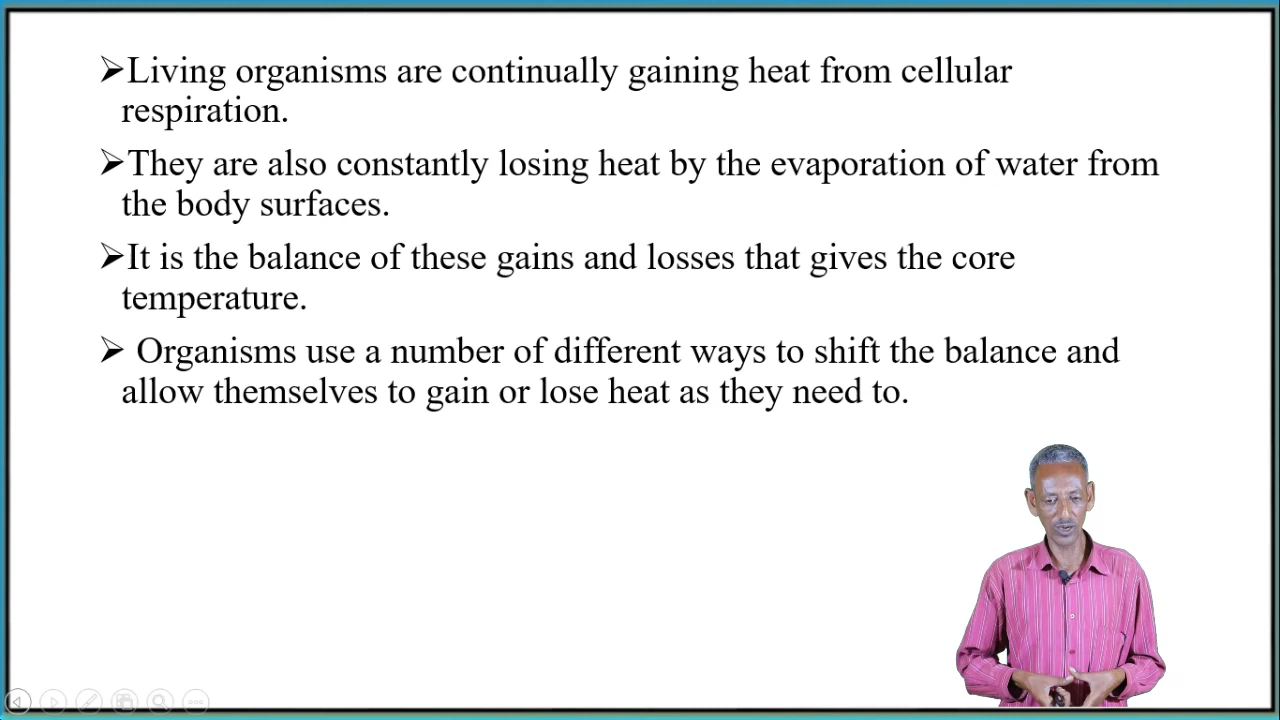 ➢Living organisms are continually gaining heat from cellular
respiration.
➢They are also constantly losing heat by the evaporation of water from
the body surfaces.
➢It is the balance of these gains and losses that gives the core
temperature.
➢ Organisms use a number of different ways to shift the balance and
allow themselves to gain or lose heat as they need to.